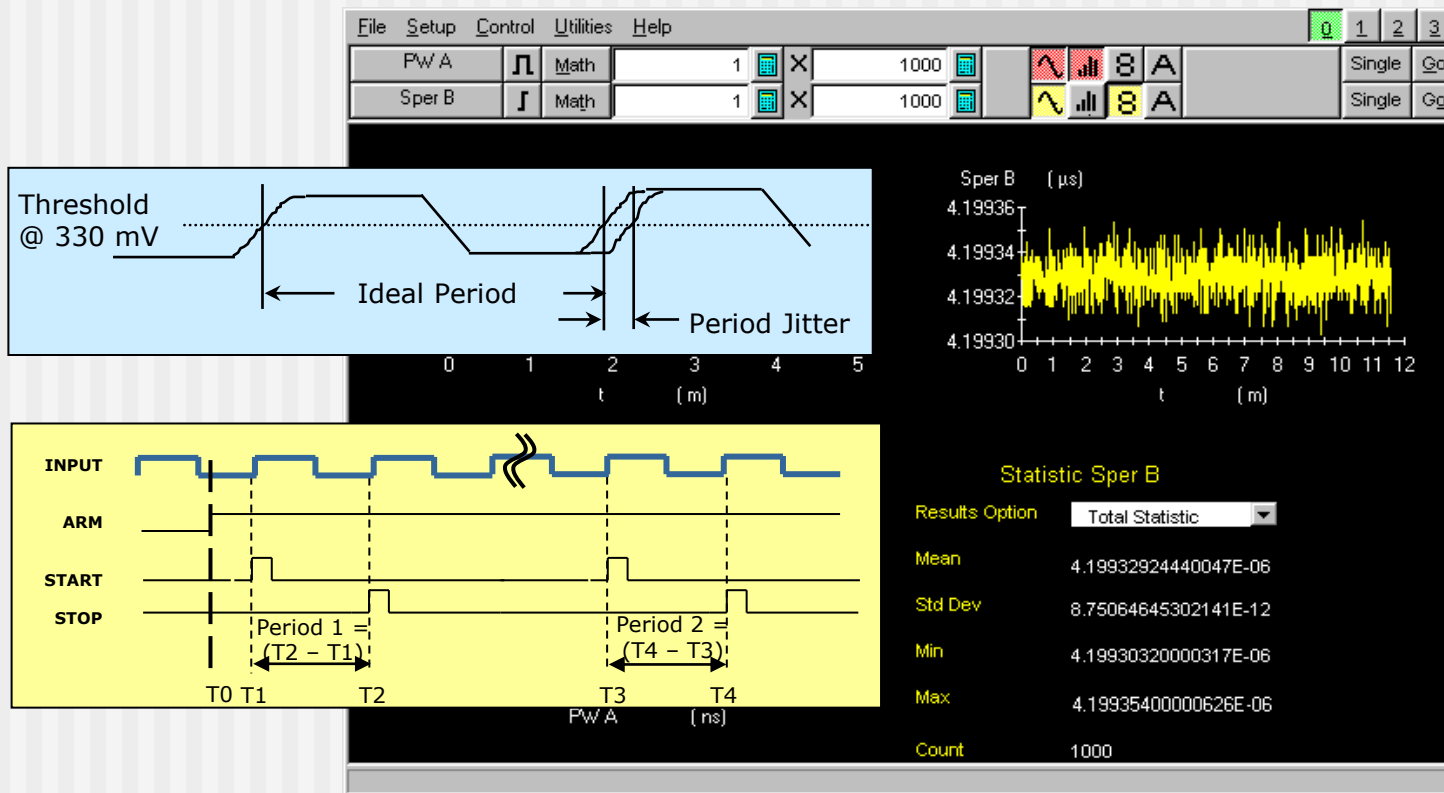 File Setup Control Utilities Help 0 1 2 3
PW A Math 1 X 1000 8 A Single
Sper B Math 1 X 1000 8 A Single
Threshold
@ 330 mV
Ideal Period
Period Jitter
0 1 2 3 4 5
t (m)
Sper B (µs)
4.19936
4.19934
4.19932
4.19930
0 1 2 3 4 5 6 7 8 9 10 11 12
t (m)
INPUT
ARM
START
STOP
Period 1 =
(T2 – T1)
Period 2 =
(T4 – T3)
T0 T1 T2 T3 T4
PW A (ns)
Statistic Sper B
Results Option Total Statistic
Mean 4.19932924440047E-06
Std Dev 8.75064645302141E-12
Min 4.19930320000317E-06
Max 4.19935400000626E-06
Count 1000